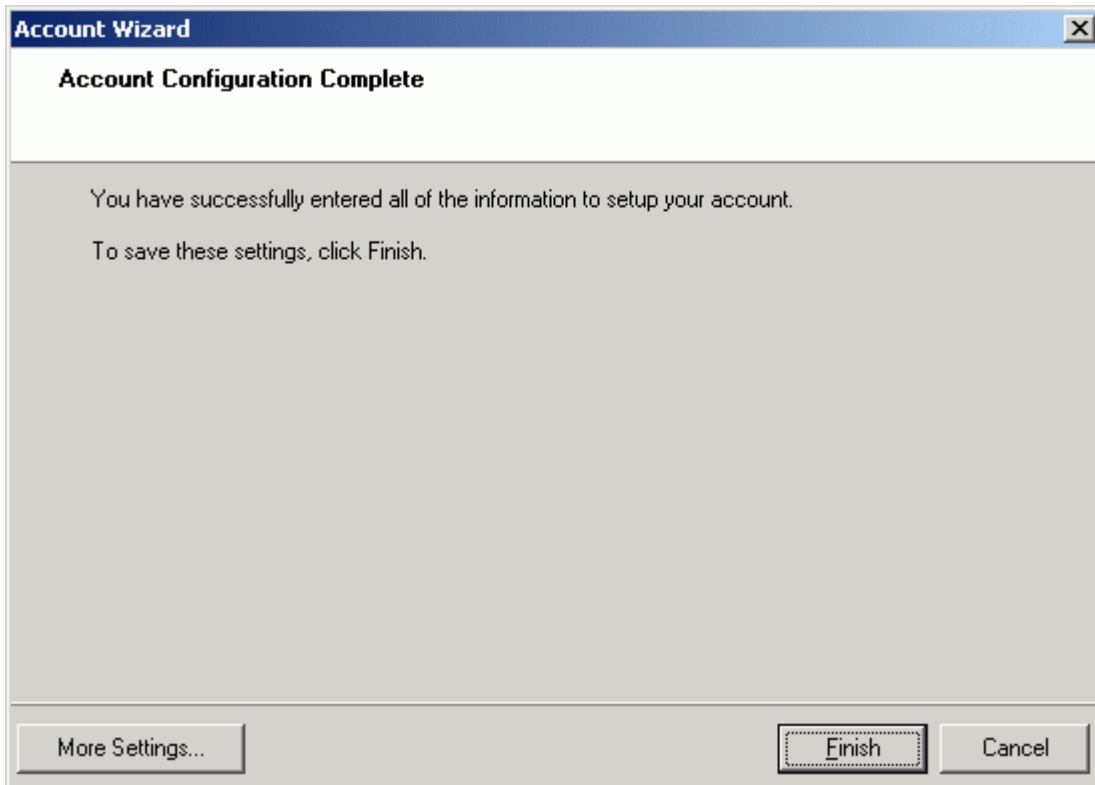 Account Wizard
Account Configuration Complete
You have successfully entered all of the information to setup your account.
To save these settings, click Finish.
More Settings...
Finish
Cancel